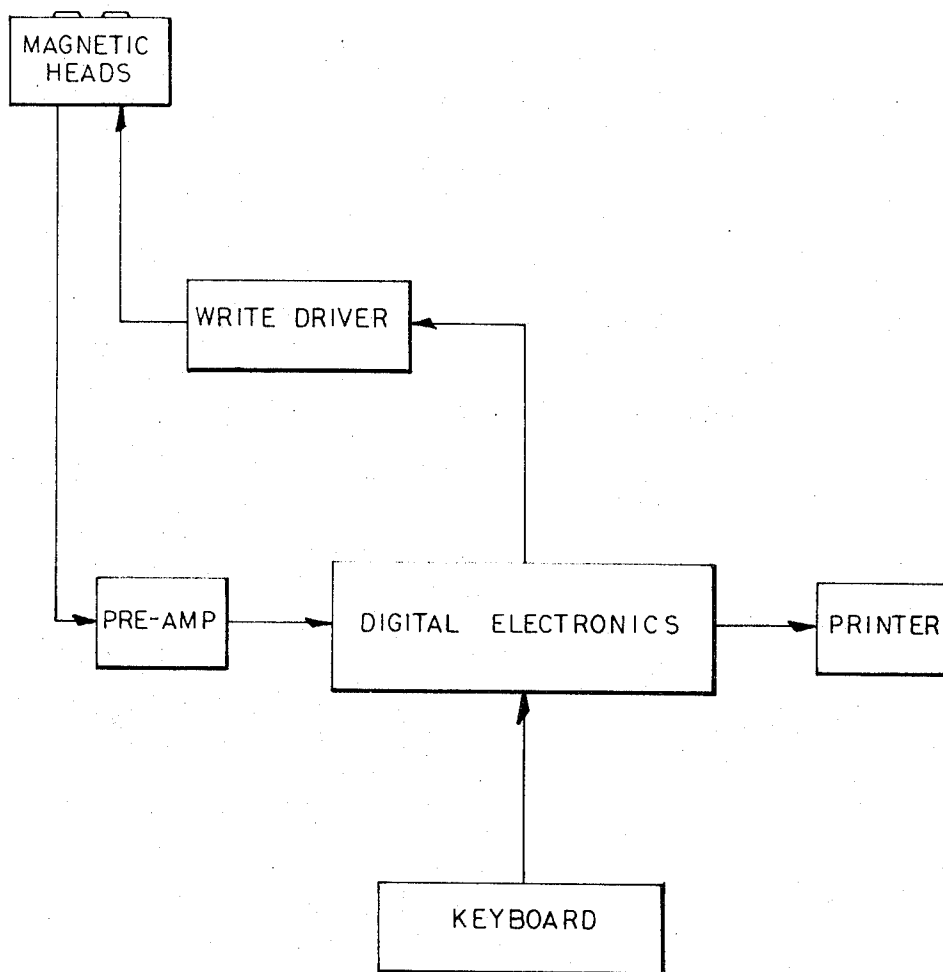 MAGNETIC
HEADS
WRITE DRIVER
PRE-AMP
DIGITAL ELECTRONICS
PRINTER
KEYBOARD